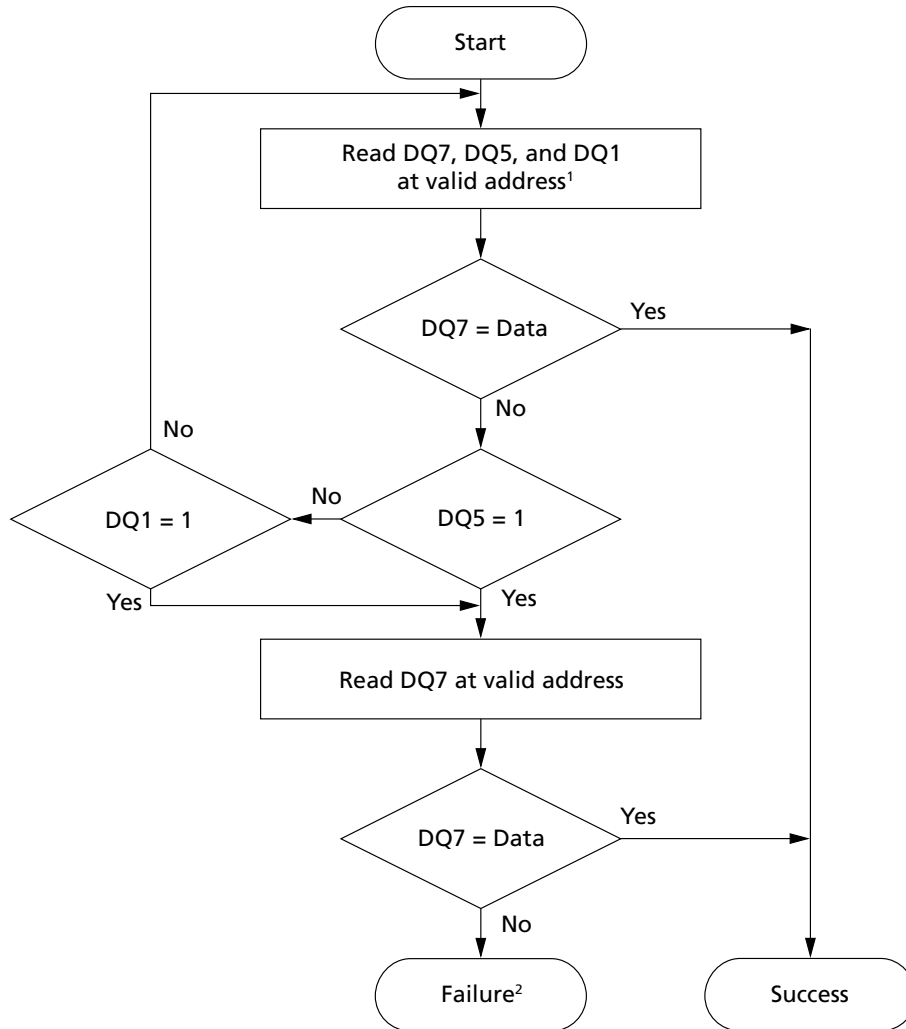 Start
Read DQ7, DQ5, and DQ1
at valid address¹
DQ7 = Data
Yes
No
No
DQ1 = 1
No
DQ5 = 1
Yes
Yes
Read DQ7 at valid address
DQ7 = Data
Yes
No
Failure²
Success